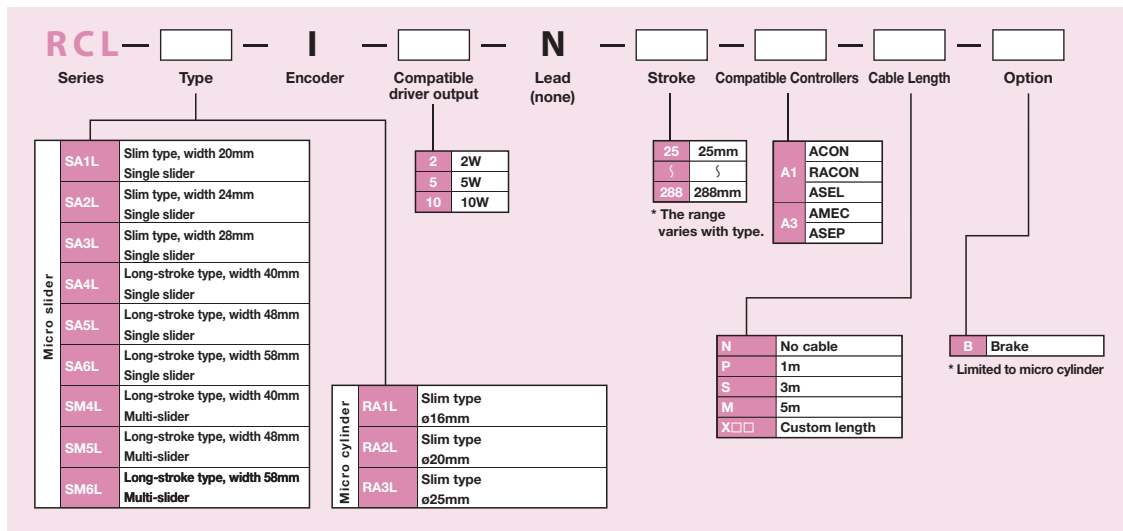 RCL — — I — — N — — — —
Series Type Encoder Compatible driver output Lead (none) Stroke Compatible Controllers Cable Length Option
Micro slider
SA1L Slim type, width 20mm
Single slider
SA2L Slim type, width 24mm
Single slider
SA3L Slim type, width 28mm
Single slider
SA4L Long-stroke type, width 40mm
Single slider
SA5L Long-stroke type, width 48mm
Single slider
SA6L Long-stroke type, width 58mm
Single slider
SM4L Long-stroke type, width 40mm
Multi-slider
SM5L Long-stroke type, width 48mm
Multi-slider
SM6L Long-stroke type, width 58mm
Multi-slider
Micro cylinder
RA1L Slim type
ø16mm
RA2L Slim type
ø20mm
RA3L Slim type
ø25mm
2 2W
5 5W
10 10W
25 25mm
⌇ ⌇
288 288mm
* The range
varies with type.
A1 ACON
RACON
ASEL
A3 AMEC
ASEP
N No cable
P 1m
S 3m
M 5m
X□□ Custom length
B Brake
* Limited to micro cylinder